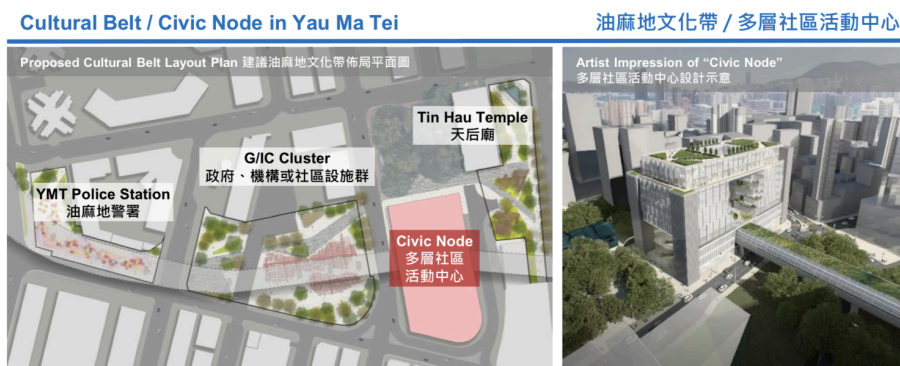 Cultural Belt / Civic Node in Yau Ma Tei
油麻地文化帶 / 多層社區活動中心
Proposed Cultural Belt Layout Plan 建議油麻地文化帶佈局平面圖
Tin Hau Temple
天后廟
G/IC Cluster
政府、機構或社區設施群
YMT Police Station
油麻地警署
Civic Node
多層社區
活動中心
Artist Impression of “Civic Node”
多層社區活動中心設計示意